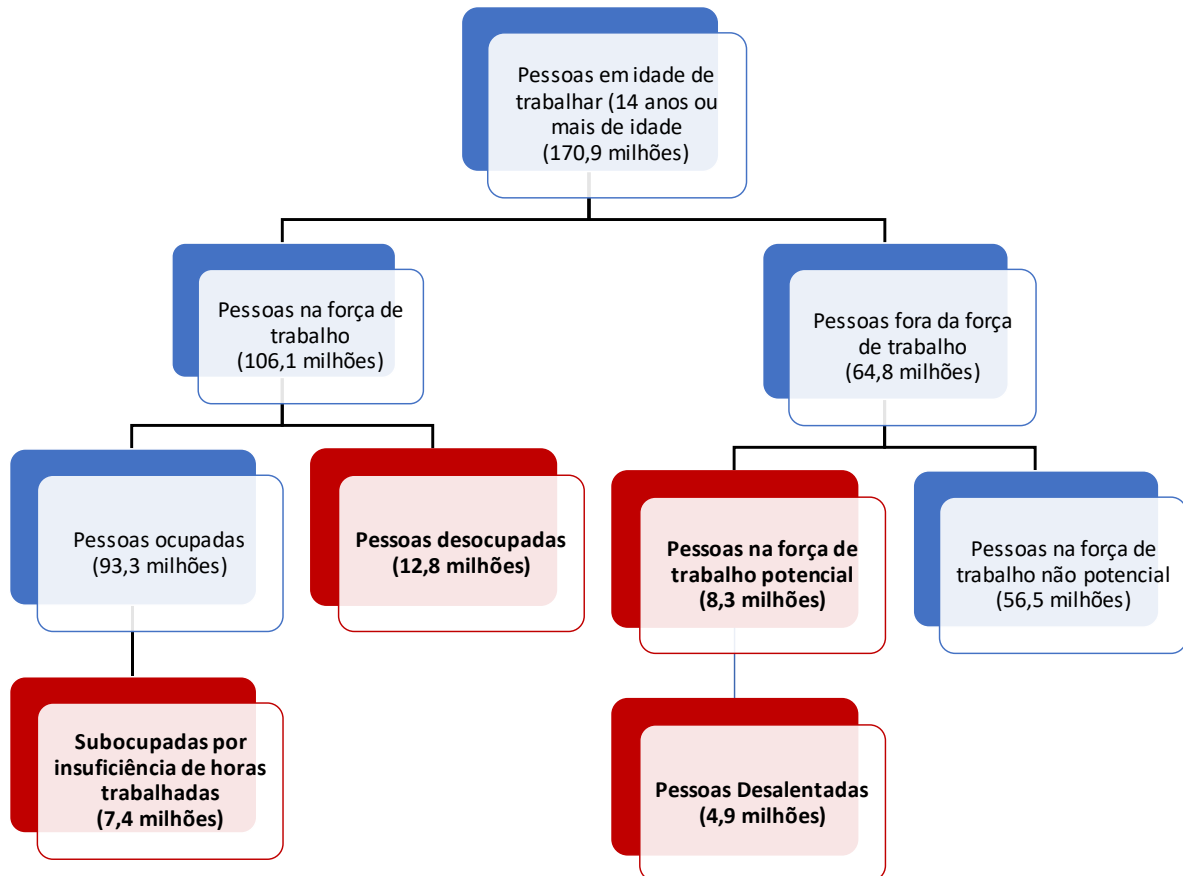 Pessoas em idade de
trabalhar (14 anos ou
mais de idade
(170,9 milhões)
Pessoas na força de
trabalho
(106,1 milhões)
Pessoas fora da força
de trabalho
(64,8 milhões)
Pessoas ocupadas
(93,3 milhões)
Pessoas desocupadas
(12,8 milhões)
Pessoas na força de
trabalho potencial
(8,3 milhões)
Pessoas na força de
trabalho não potencial
(56,5 milhões)
Subocupadas por
insuficiência de horas
trabalhadas
(7,4 milhões)
Pessoas Desalentadas
(4,9 milhões)